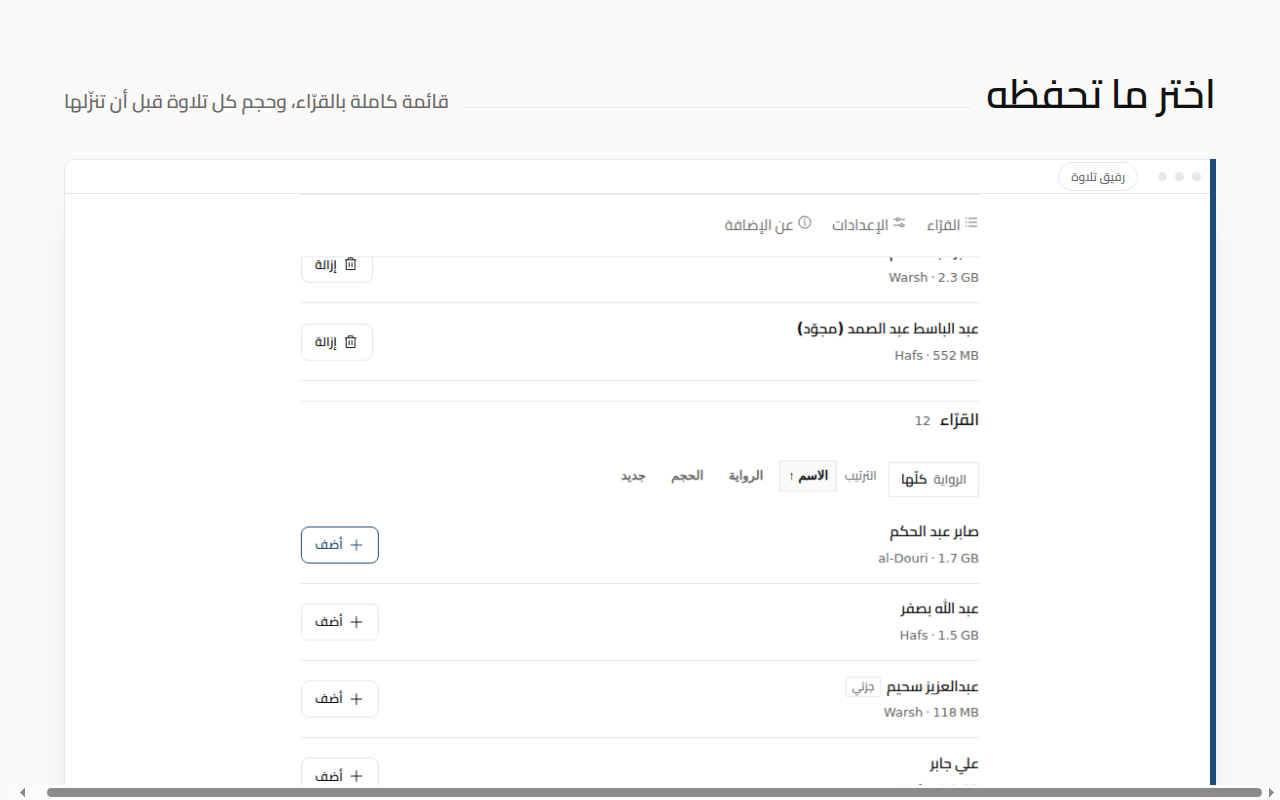 اختر ما تحفظه
قائمة كاملة بالقرّاء، وحجم كل تلاوة قبل أن تنزّلها
رفيق تلاوة
القرّاء الإعدادات عن الإضافة
إزالة
Warsh · 2.3 GB
عبد الباسط عبد الصمد (مجوّد)
إزالة
Hafs · 552 MB
القرّاء 12
الرواية كلّها الترتيب الاسم ↑ الرواية الحجم جديد
صابر عبد الحكم
أضف
al-Douri · 1.7 GB
عبد الله بصفر
أضف
Hafs · 1.5 GB
عبدالعزيز سحيم جزئي
أضف
Warsh · 118 MB
علي جابر
أضف